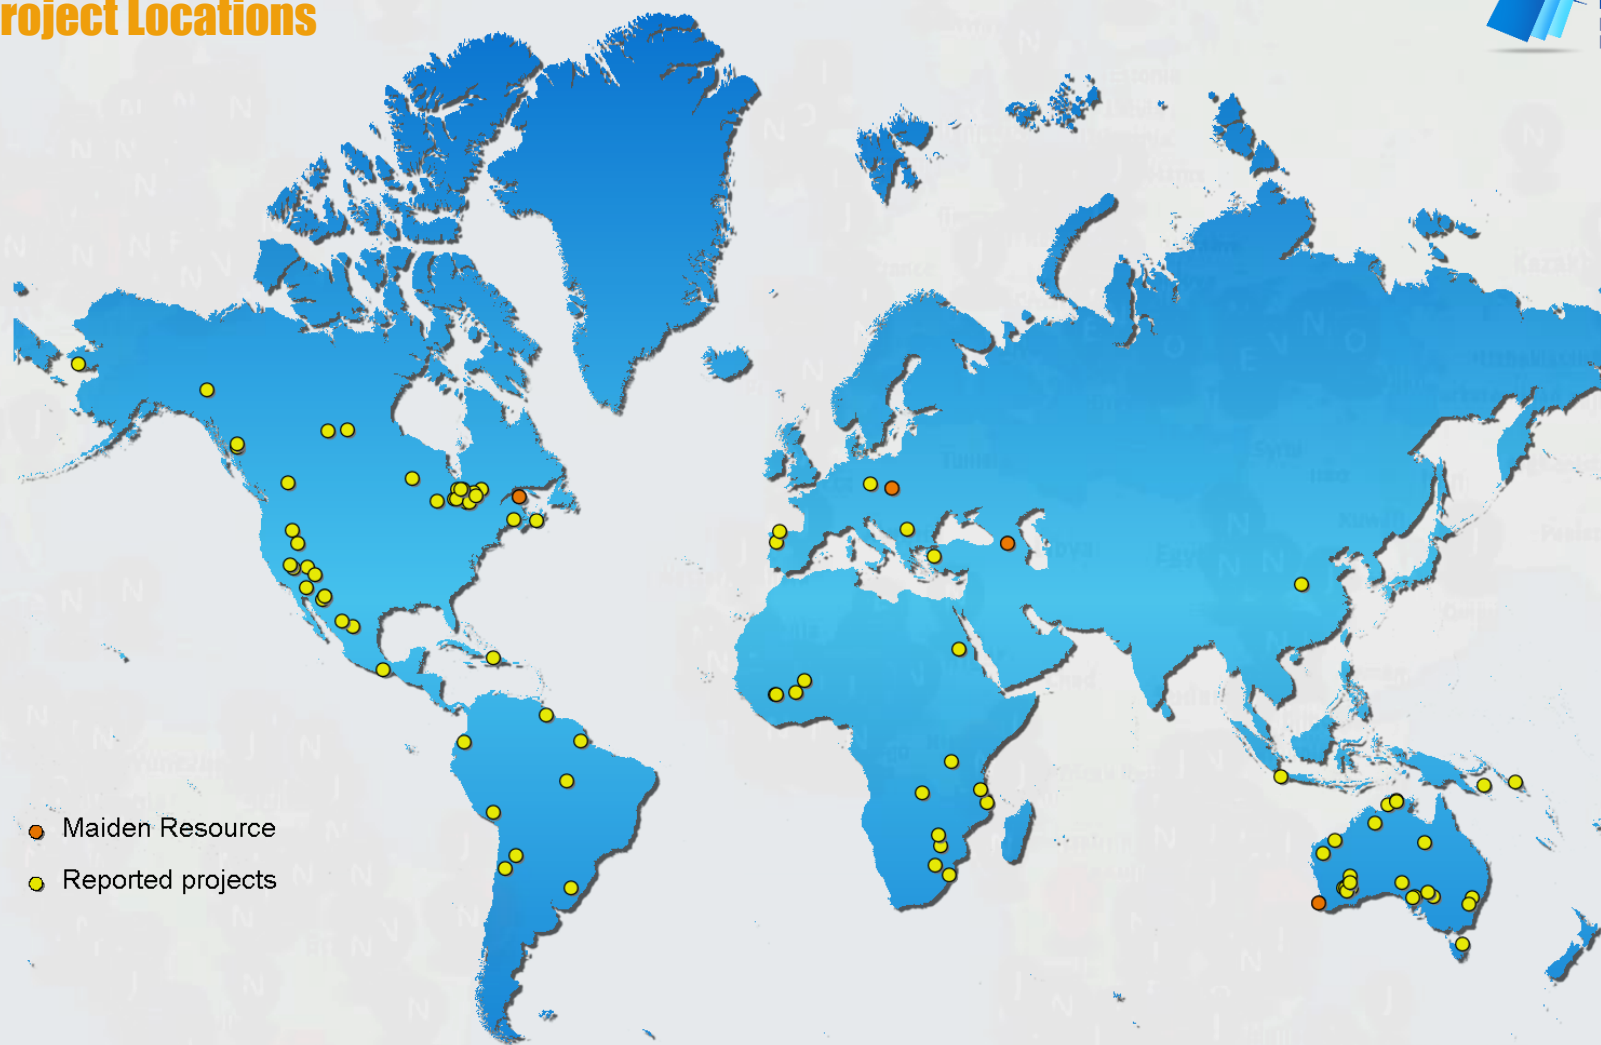 roject Locations
Maiden Resource
Reported projects